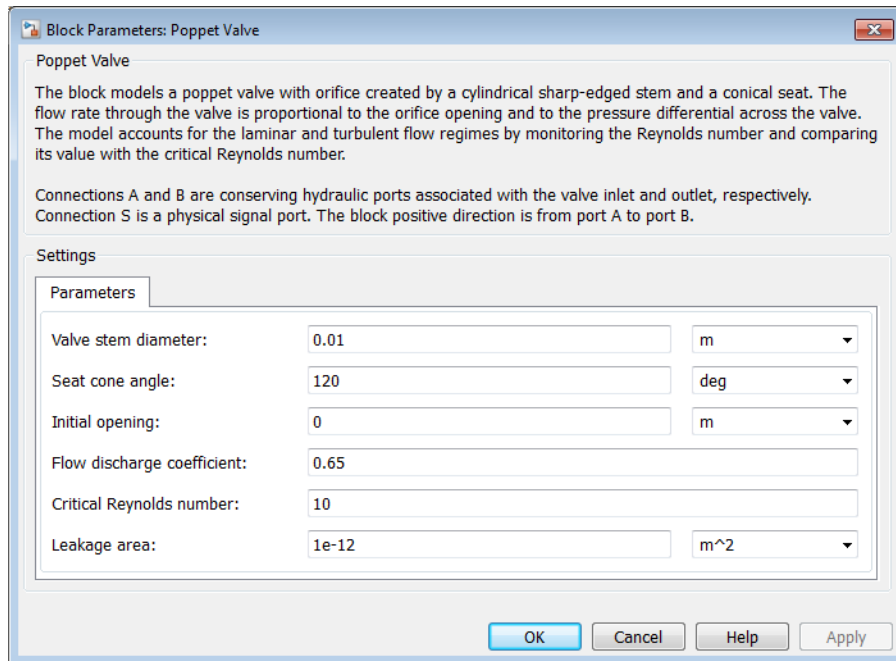 Block Parameters: Poppet Valve
Poppet Valve
The block models a poppet valve with orifice created by a cylindrical sharp-edged stem and a conical seat. The
flow rate through the valve is proportional to the orifice opening and to the pressure differential across the valve.
The model accounts for the laminar and turbulent flow regimes by monitoring the Reynolds number and comparing
its value with the critical Reynolds number.
Connections A and B are conserving hydraulic ports associated with the valve inlet and outlet, respectively.
Connection S is a physical signal port. The block positive direction is from port A to port B.
Settings
Parameters
Valve stem diameter: 0.01 m
Seat cone angle: 120 deg
Initial opening: 0 m
Flow discharge coefficient: 0.65
Critical Reynolds number: 10
Leakage area: 1e-12 m^2
OK Cancel Help Apply